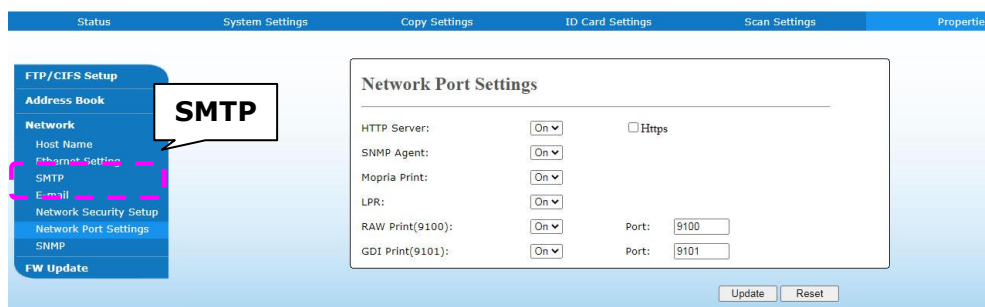 Status System Settings Copy Settings ID Card Settings Scan Settings Propertie
FTP/CIFS Setup
Address Book
Network
Host Name
Ethernet Setting
SMTP
E-mail
Network Security Setup
Network Port Settings
SNMP
FW Update
SMTP
Network Port Settings
HTTP Server: On Https
SNMP Agent: On
Mopria Print: On
LPR: On
RAW Print(9100): On Port: 9100
GDI Print(9101): On Port: 9101
Update Reset